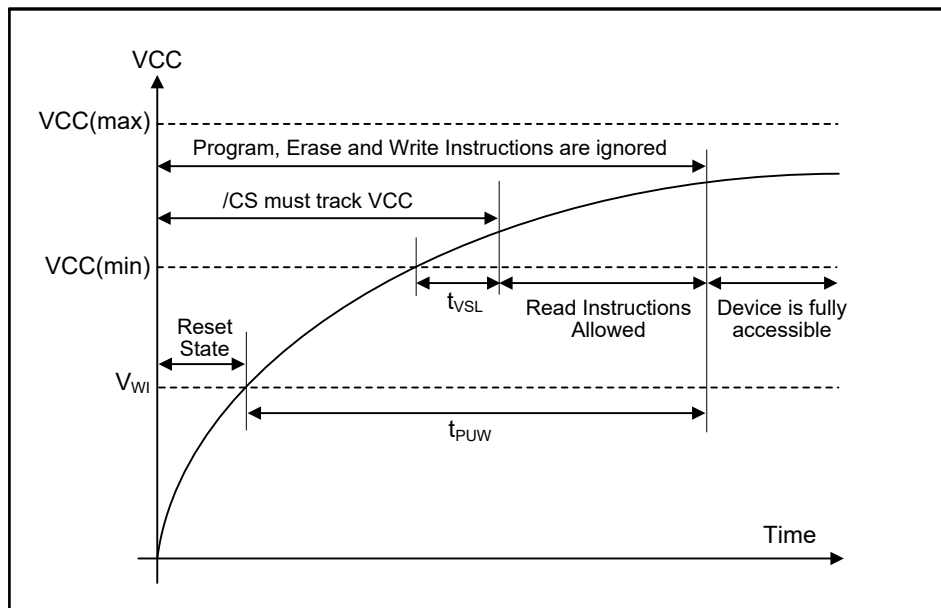 VCC
VCC(max)
Program, Erase and Write Instructions are ignored
/CS must track VCC
VCC(min)
tVSL
Read Instructions
Allowed
Device is fully
accessible
Reset
State
VWI
tPUW
Time